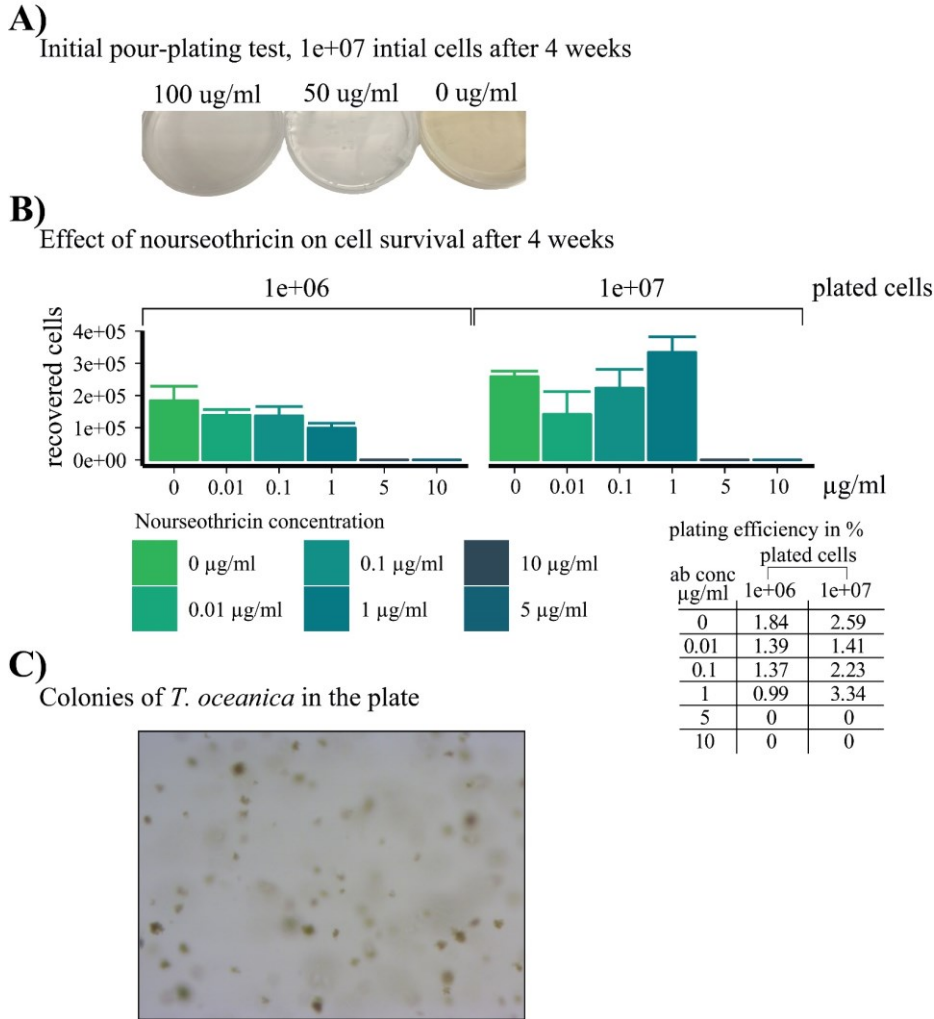 A)
Initial pour-plating test, 1e+07 intial cells after 4 weeks
100 ug/ml 50 ug/ml 0 ug/ml
B)
Effect of nourseothricin on cell survival after 4 weeks
1e+06 1e+07 plated cells
recovered cells
4e+05
3e+05
2e+05
1e+05
0e+00
0 0.01 0.1 1 5 10 0 0.01 0.1 1 5 10 µg/ml
Nourseothricin concentration
0 µg/ml 0.1 µg/ml 10 µg/ml
0.01 µg/ml 1 µg/ml 5 µg/ml
plating efficiency in %
plated cells
ab conc
µg/ml 1e+06 1e+07
0 1.84 2.59
0.01 1.39 1.41
0.1 1.37 2.23
1 0.99 3.34
5 0 0
10 0 0
C)
Colonies of T. oceanica in the plate